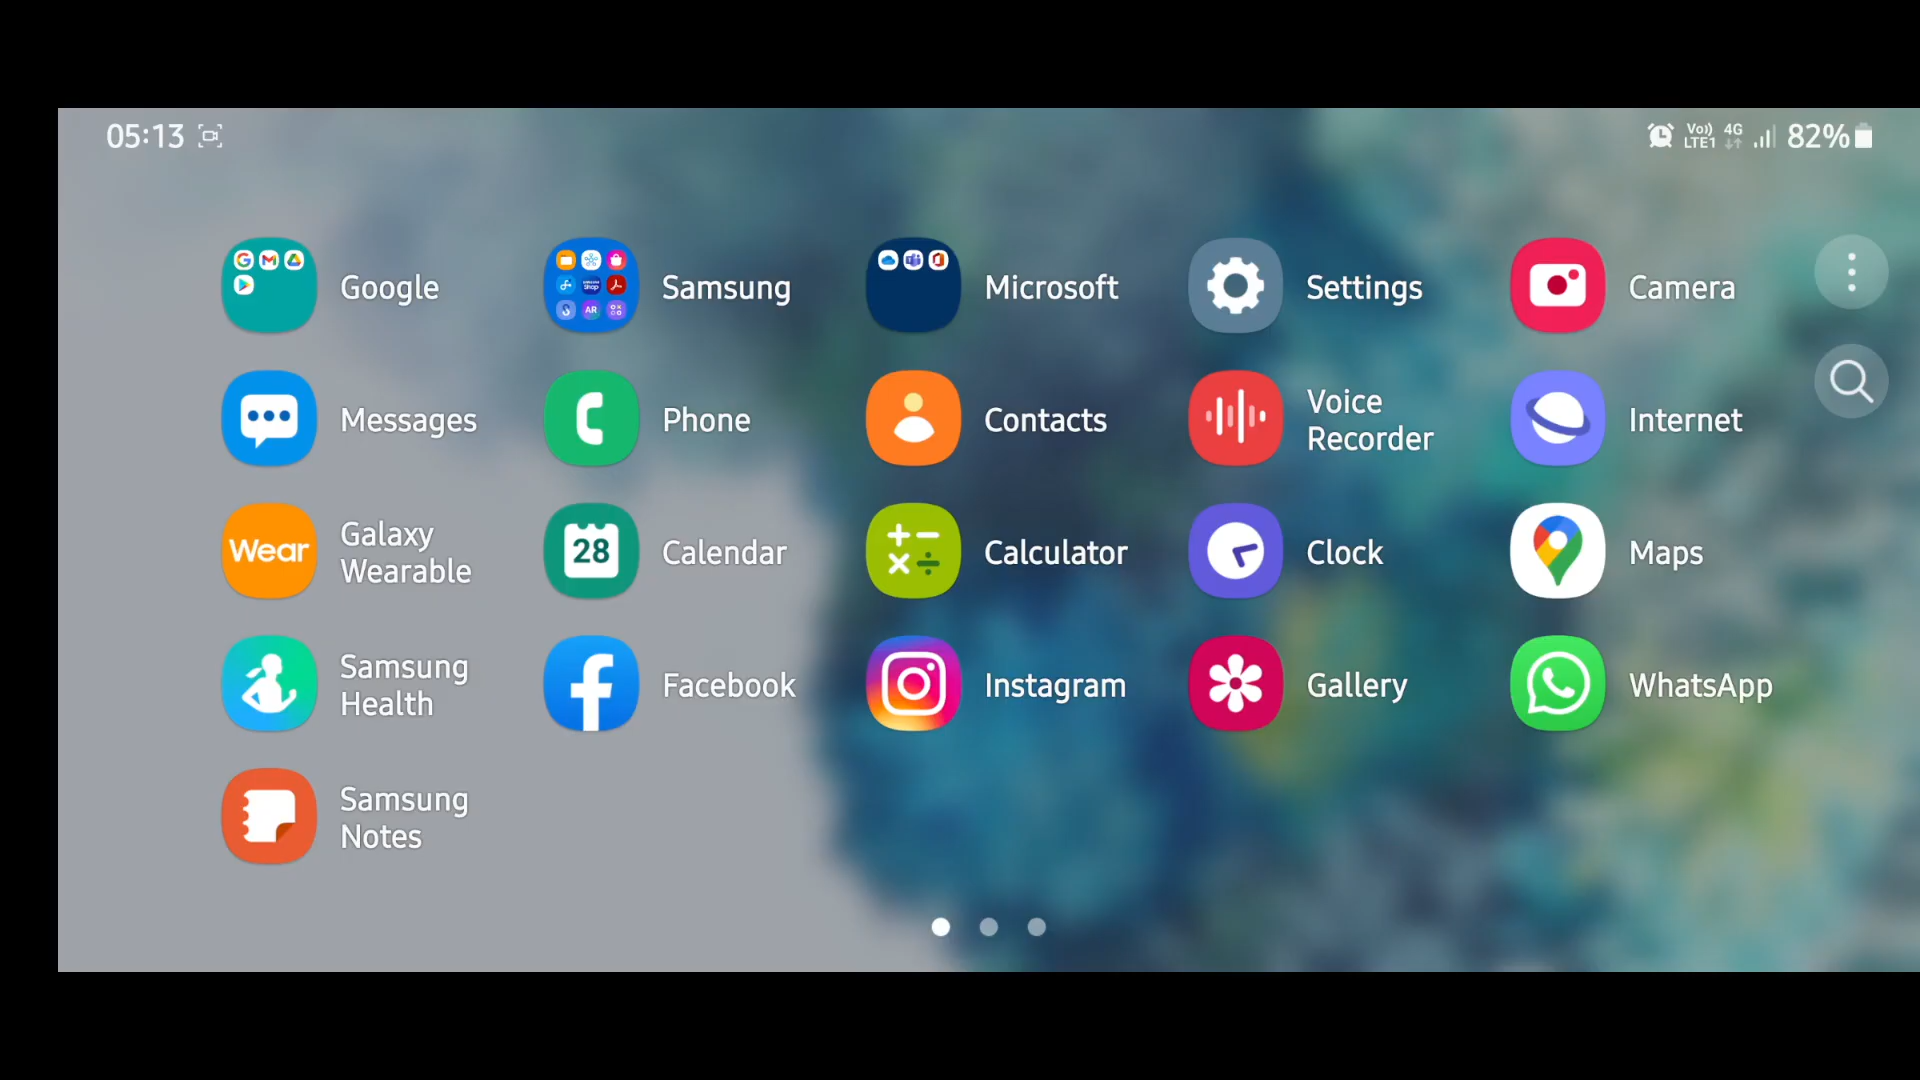 05:13
Vo)) LTE1 4G 82%
Google
Samsung
Microsoft
Settings
Camera
Messages
Phone
Contacts
Voice
Recorder
Internet
Wear
Galaxy
Wearable
28
Calendar
Calculator
Clock
Maps
Samsung
Health
Facebook
Instagram
Gallery
WhatsApp
Samsung
Notes